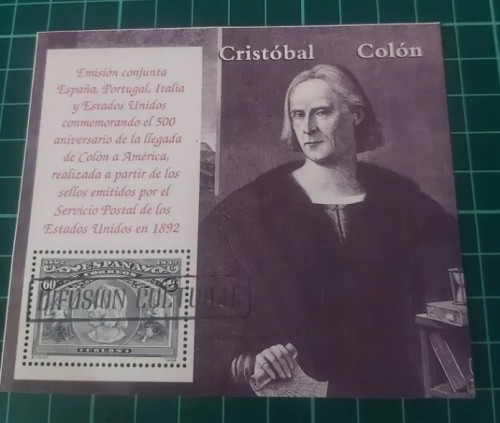 Cristóbal Colón
Emisión conjunta
España, Portugal, Italia
y Estados Unidos
conmemorando el 500
aniversario de la llegada
de Colón a América,
realizada a partir de los
sellos emitidos por el
Servicio Postal de los
Estados Unidos en 1892
ESPAÑA
CORREOS
60
DIFUSION CULTURAL
COLON